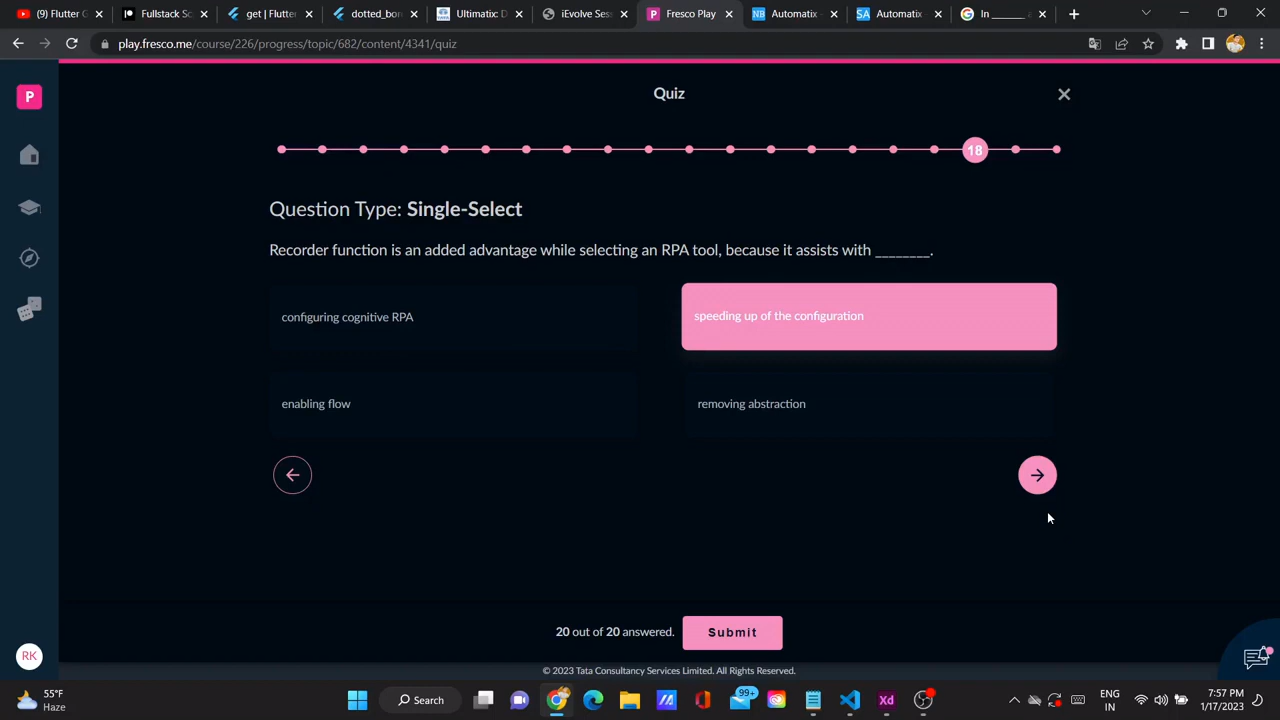 (9) Flutter G
Fullstack Sc
get | Flutter
dotted_bor
Ultimatic D
iEvolve Ses
Fresco Play
Automatix -
Automatix
In ______ c
play.fresco.me/course/226/progress/topic/682/content/4341/quiz
P
Quiz
18
Question Type: Single-Select
Recorder function is an added advantage while selecting an RPA tool, because it assists with ________.
configuring cognitive RPA
speeding up of the configuration
enabling flow
removing abstraction
20 out of 20 answered.
Submit
RK
© 2023 Tata Consultancy Services Limited. All Rights Reserved.
55°F
Haze
Search
99+
Xd
ENG
IN
7:57 PM
1/17/2023